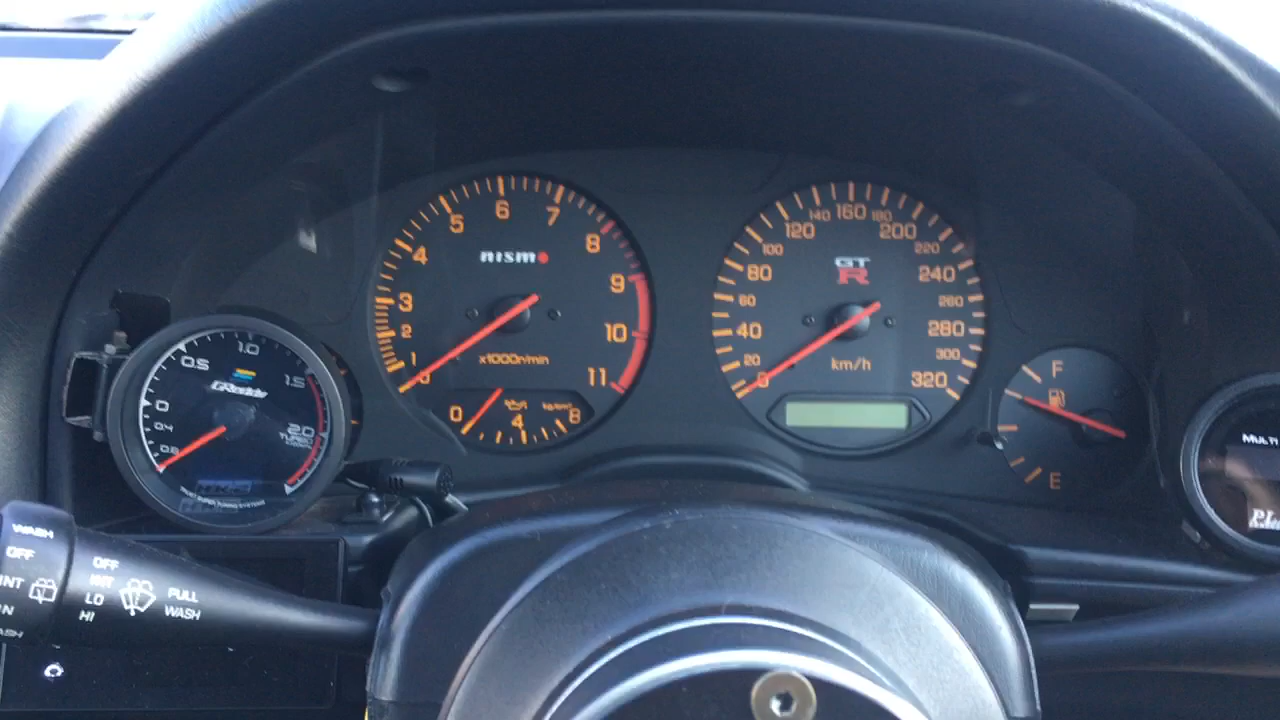 6
5
7
4
8
3
9
2
10
1
11
0
nismo
x1000r/min
0
4
8
160
140
180
120
200
100
220
80
240
60
260
40
280
20
300
0
320
GT
R
km/h
F
E
1.0
0.5
1.5
0
0.4
0.8
2.0
TURBO
GReddy
MULTI
WASH
OFF
INT
OFF
INT
LO
HI
PULL
WASH